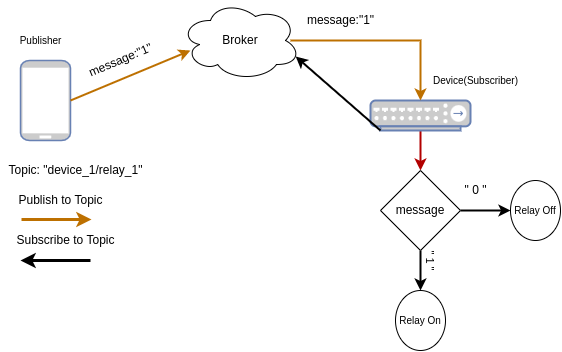 Publisher
message:"1"
Broker
message:"1"
Device(Subscriber)
Topic: "device_1/relay_1"
Publish to Topic
Subscribe to Topic
message
" 0 "
Relay Off
" 1 "
Relay On